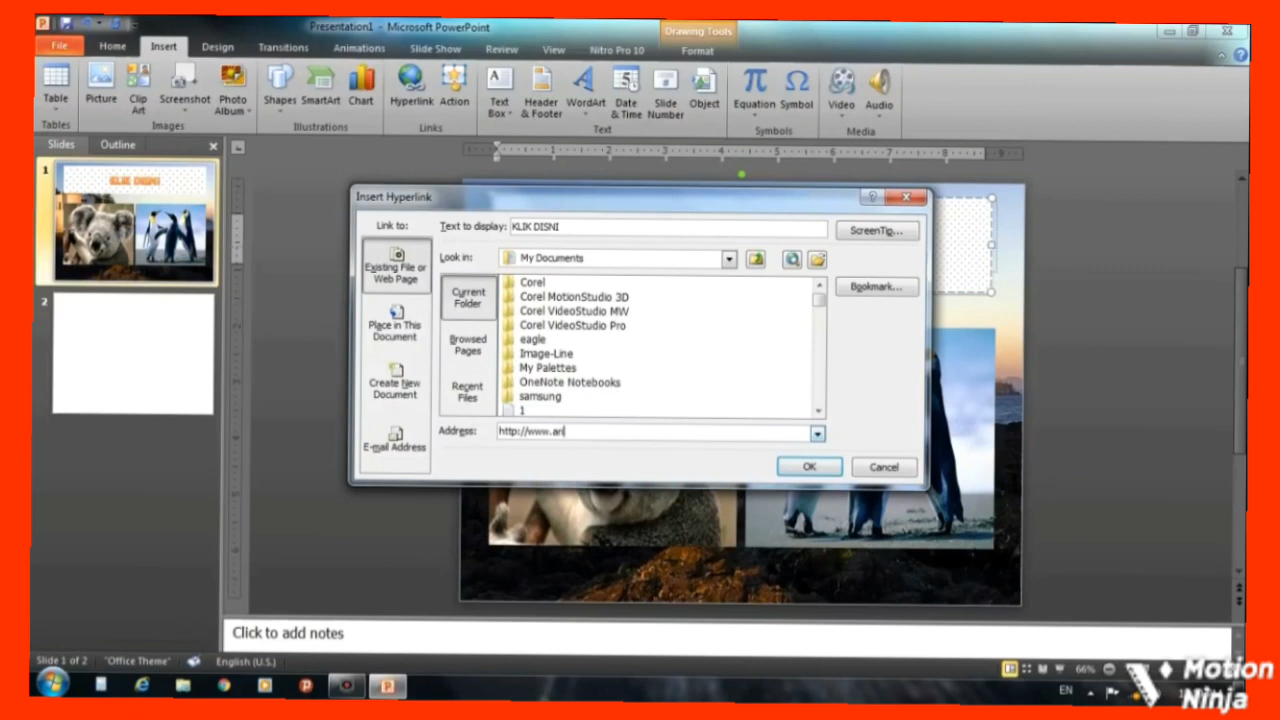 Presentation1 - Microsoft PowerPoint
Drawing Tools
File Home Insert Design Transitions Animations Slide Show Review View Nitro Pro 10 Format
Table Picture Clip Art Screenshot Photo Album Shapes SmartArt Chart Hyperlink Action Text Box Header & Footer WordArt Date & Time Slide Number Object Equation Symbol Video Audio
Tables Images Illustrations Links Text Symbols Media
Slides Outline
1
KLIK DISNI
2
Insert Hyperlink
Link to:
Text to display: KLIK DISNI
ScreenTip...
Existing File or Web Page
Look in: My Documents
Bookmark...
Current Folder
Corel
Corel MotionStudio 3D
Corel VideoStudio MW
Corel VideoStudio Pro
Place in This Document
Browsed Pages
eagle
Image-Line
My Palettes
Create New Document
Recent Files
OneNote Notebooks
samsung
1
E-mail Address
Address: http://www.ari
OK Cancel
Click to add notes
Slide 1 of 2 "Office Theme" English (U.S.) 66%
EN
Motion
Ninja